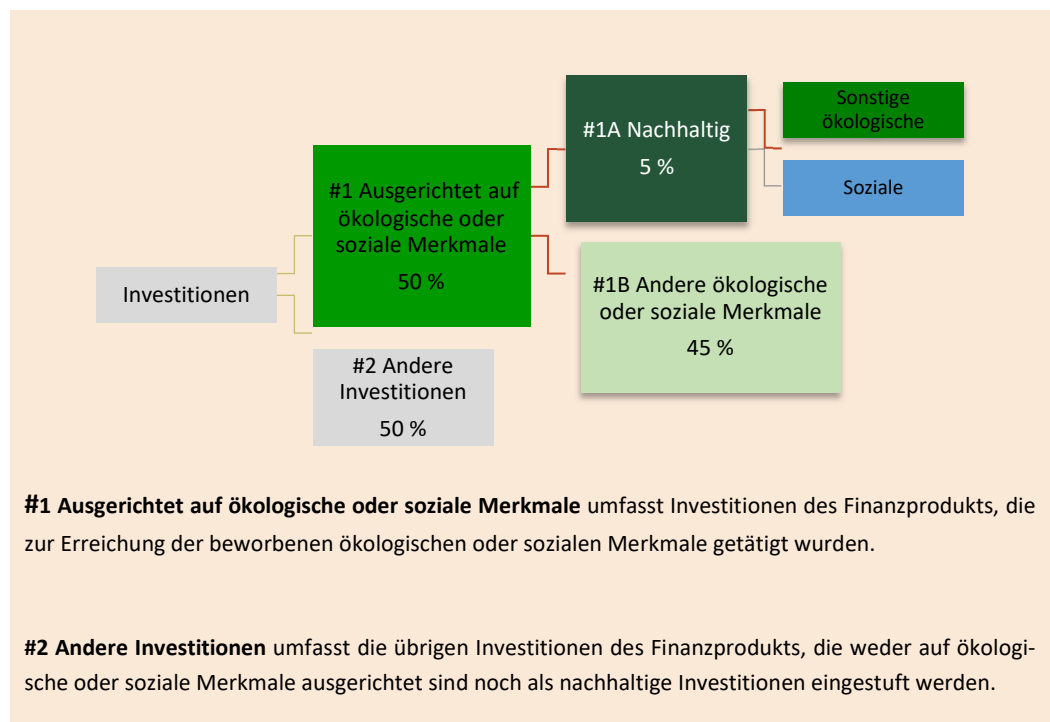 Investitionen
#1 Ausgerichtet auf
ökologische oder
soziale Merkmale
50 %
#2 Andere
Investitionen
50 %
#1A Nachhaltig
5 %
#1B Andere ökologische
oder soziale Merkmale
45 %
Sonstige
ökologische
Soziale
#1 Ausgerichtet auf ökologische oder soziale Merkmale umfasst Investitionen des Finanzprodukts, die
zur Erreichung der beworbenen ökologischen oder sozialen Merkmale getätigt wurden.
#2 Andere Investitionen umfasst die übrigen Investitionen des Finanzprodukts, die weder auf ökologi-
sche oder soziale Merkmale ausgerichtet sind noch als nachhaltige Investitionen eingestuft werden.